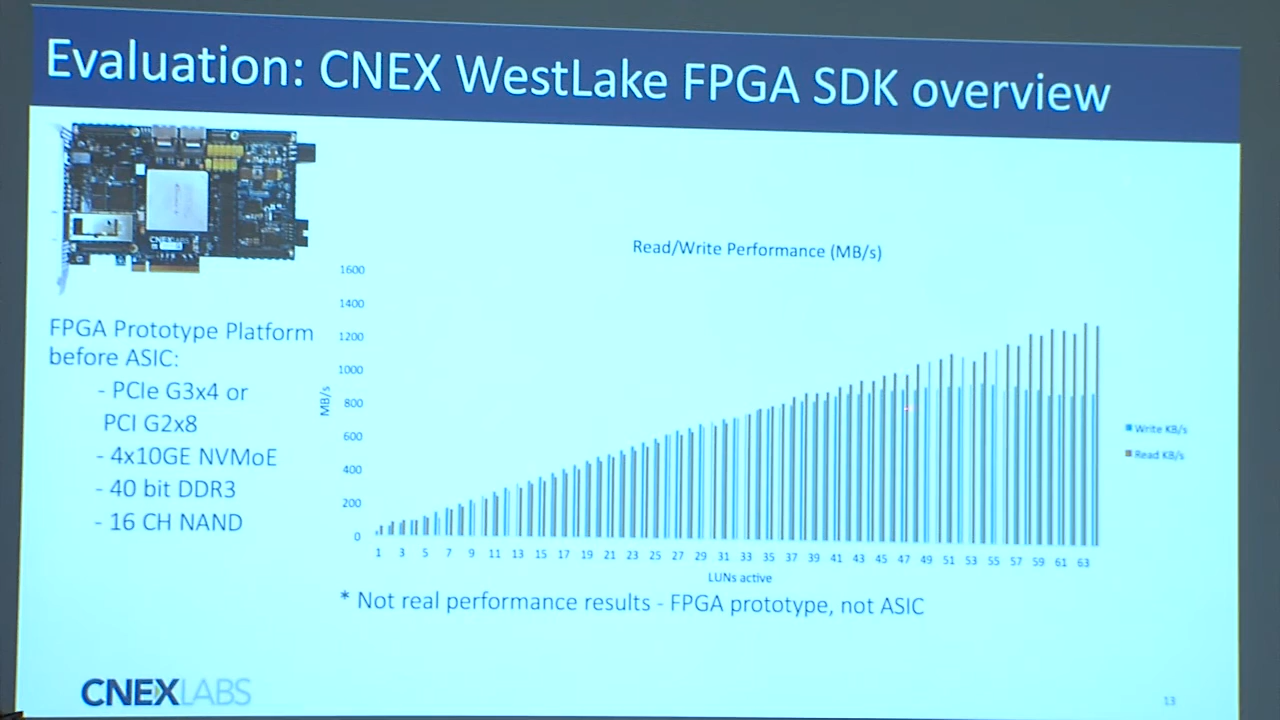 Evaluation: CNEX WestLake FPGA SDK overview
CNEXLABS
FPGA Prototype Platform
before ASIC:
- PCIe G3x4 or
PCI G2x8
- 4x10GE NVMoE
- 40 bit DDR3
- 16 CH NAND
Read/Write Performance (MB/s)
1600
1400
1200
1000
800
600
400
200
0
MB/s
1 3 5 7 9 11 13 15 17 19 21 23 25 27 29 31 33 35 37 39 41 43 45 47 49 51 53 55 57 59 61 63
LUNs active
Write KB/s
Read KB/s
* Not real performance results - FPGA prototype, not ASIC
CNEXLABS
13